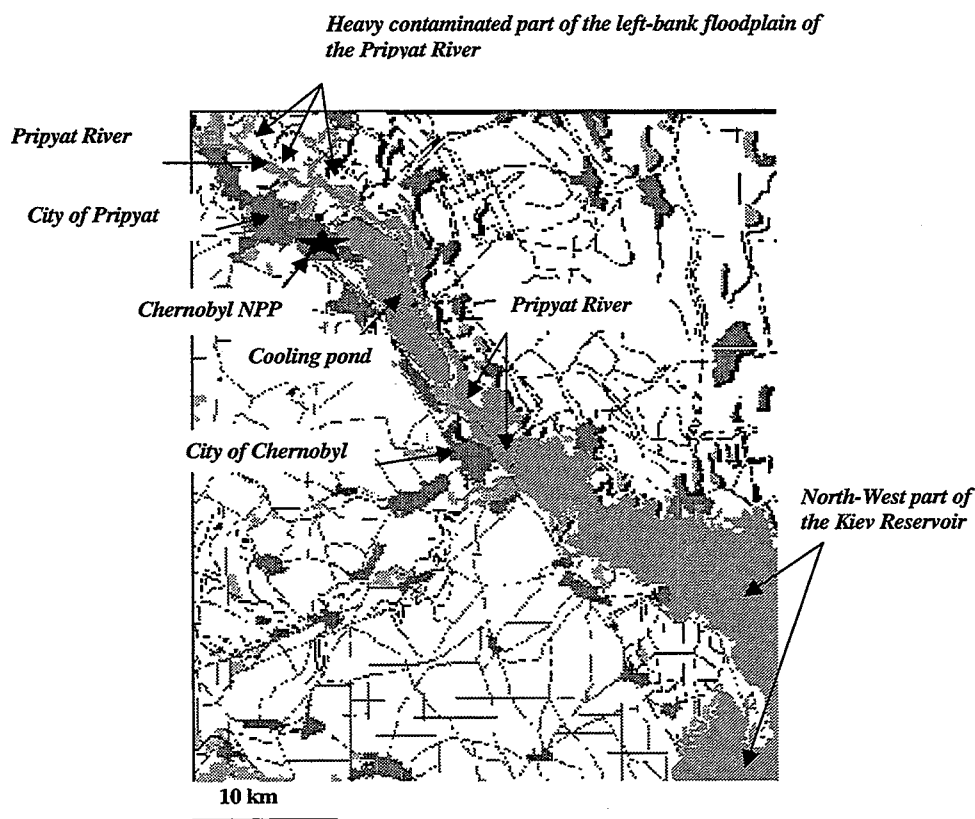 Heavy contaminated part of the left-bank floodplain of
the Pripyat River
Pripyat River
City of Pripyat
Chernobyl NPP
Pripyat River
Cooling pond
City of Chernobyl
North-West part of
the Kiev Reservoir
10 km